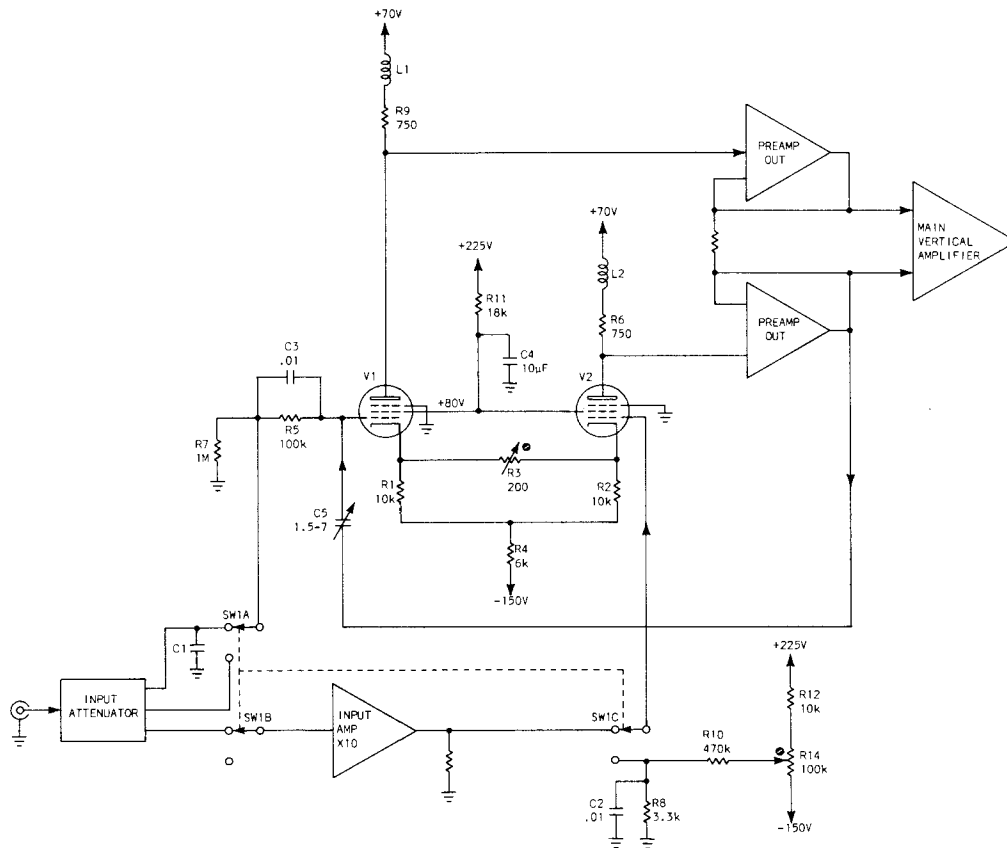 +70V
L1
R9
750
PREAMP
OUT
+70V
MAIN
VERTICAL
AMPLIFIER
+225V
L2
R11
18k
R6
750
PREAMP
OUT
C3
.01
C4
10µF
V1
V2
+80V
R5
100k
R7
1M
R3
200
R1
10k
R2
10k
C5
1.5-7
R4
6k
-150V
SW1A
C1
+225V
INPUT
ATTENUATOR
SW1B
INPUT
AMP
X10
SW1C
R12
10k
R10
470k
R14
100k
C2
.01
R8
3.3k
-150V